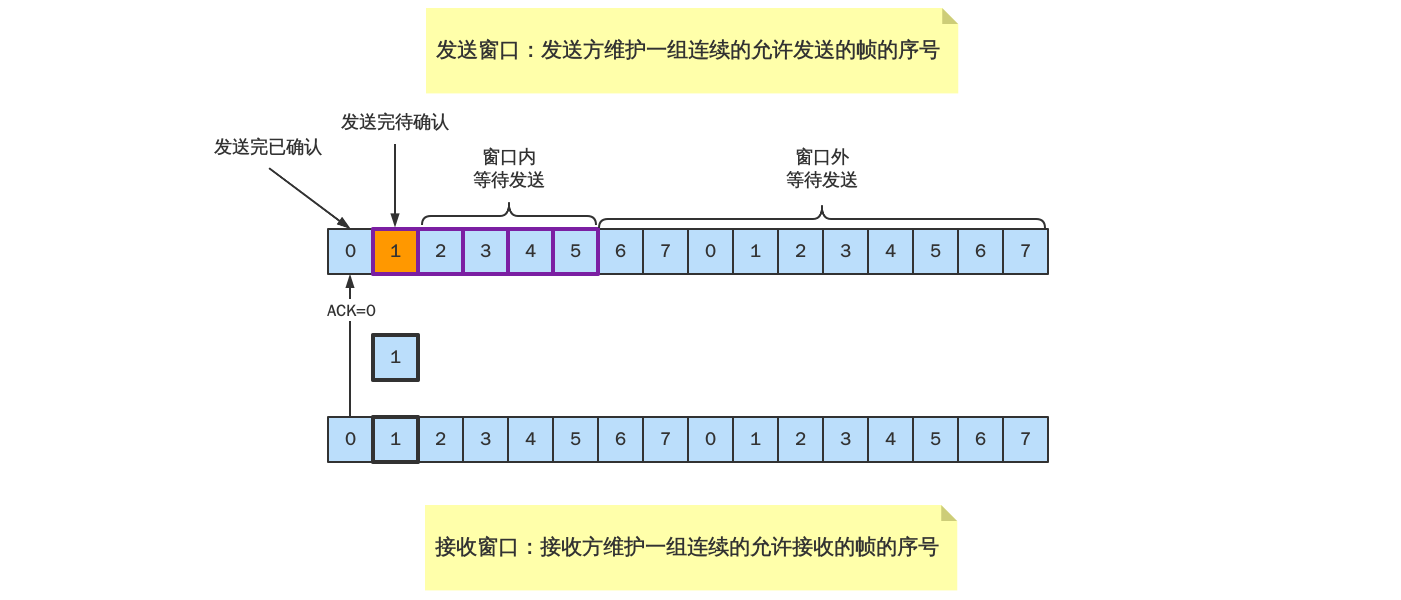 发送窗口：发送方维护一组连续的允许发送的帧的序号
发送完待确认
发送完已确认
窗口内
等待发送
窗口外
等待发送
0 1 2 3 4 5 6 7 0 1 2 3 4 5 6 7
ACK=0
1
0 1 2 3 4 5 6 7 0 1 2 3 4 5 6 7
接收窗口：接收方维护一组连续的允许接收的帧的序号